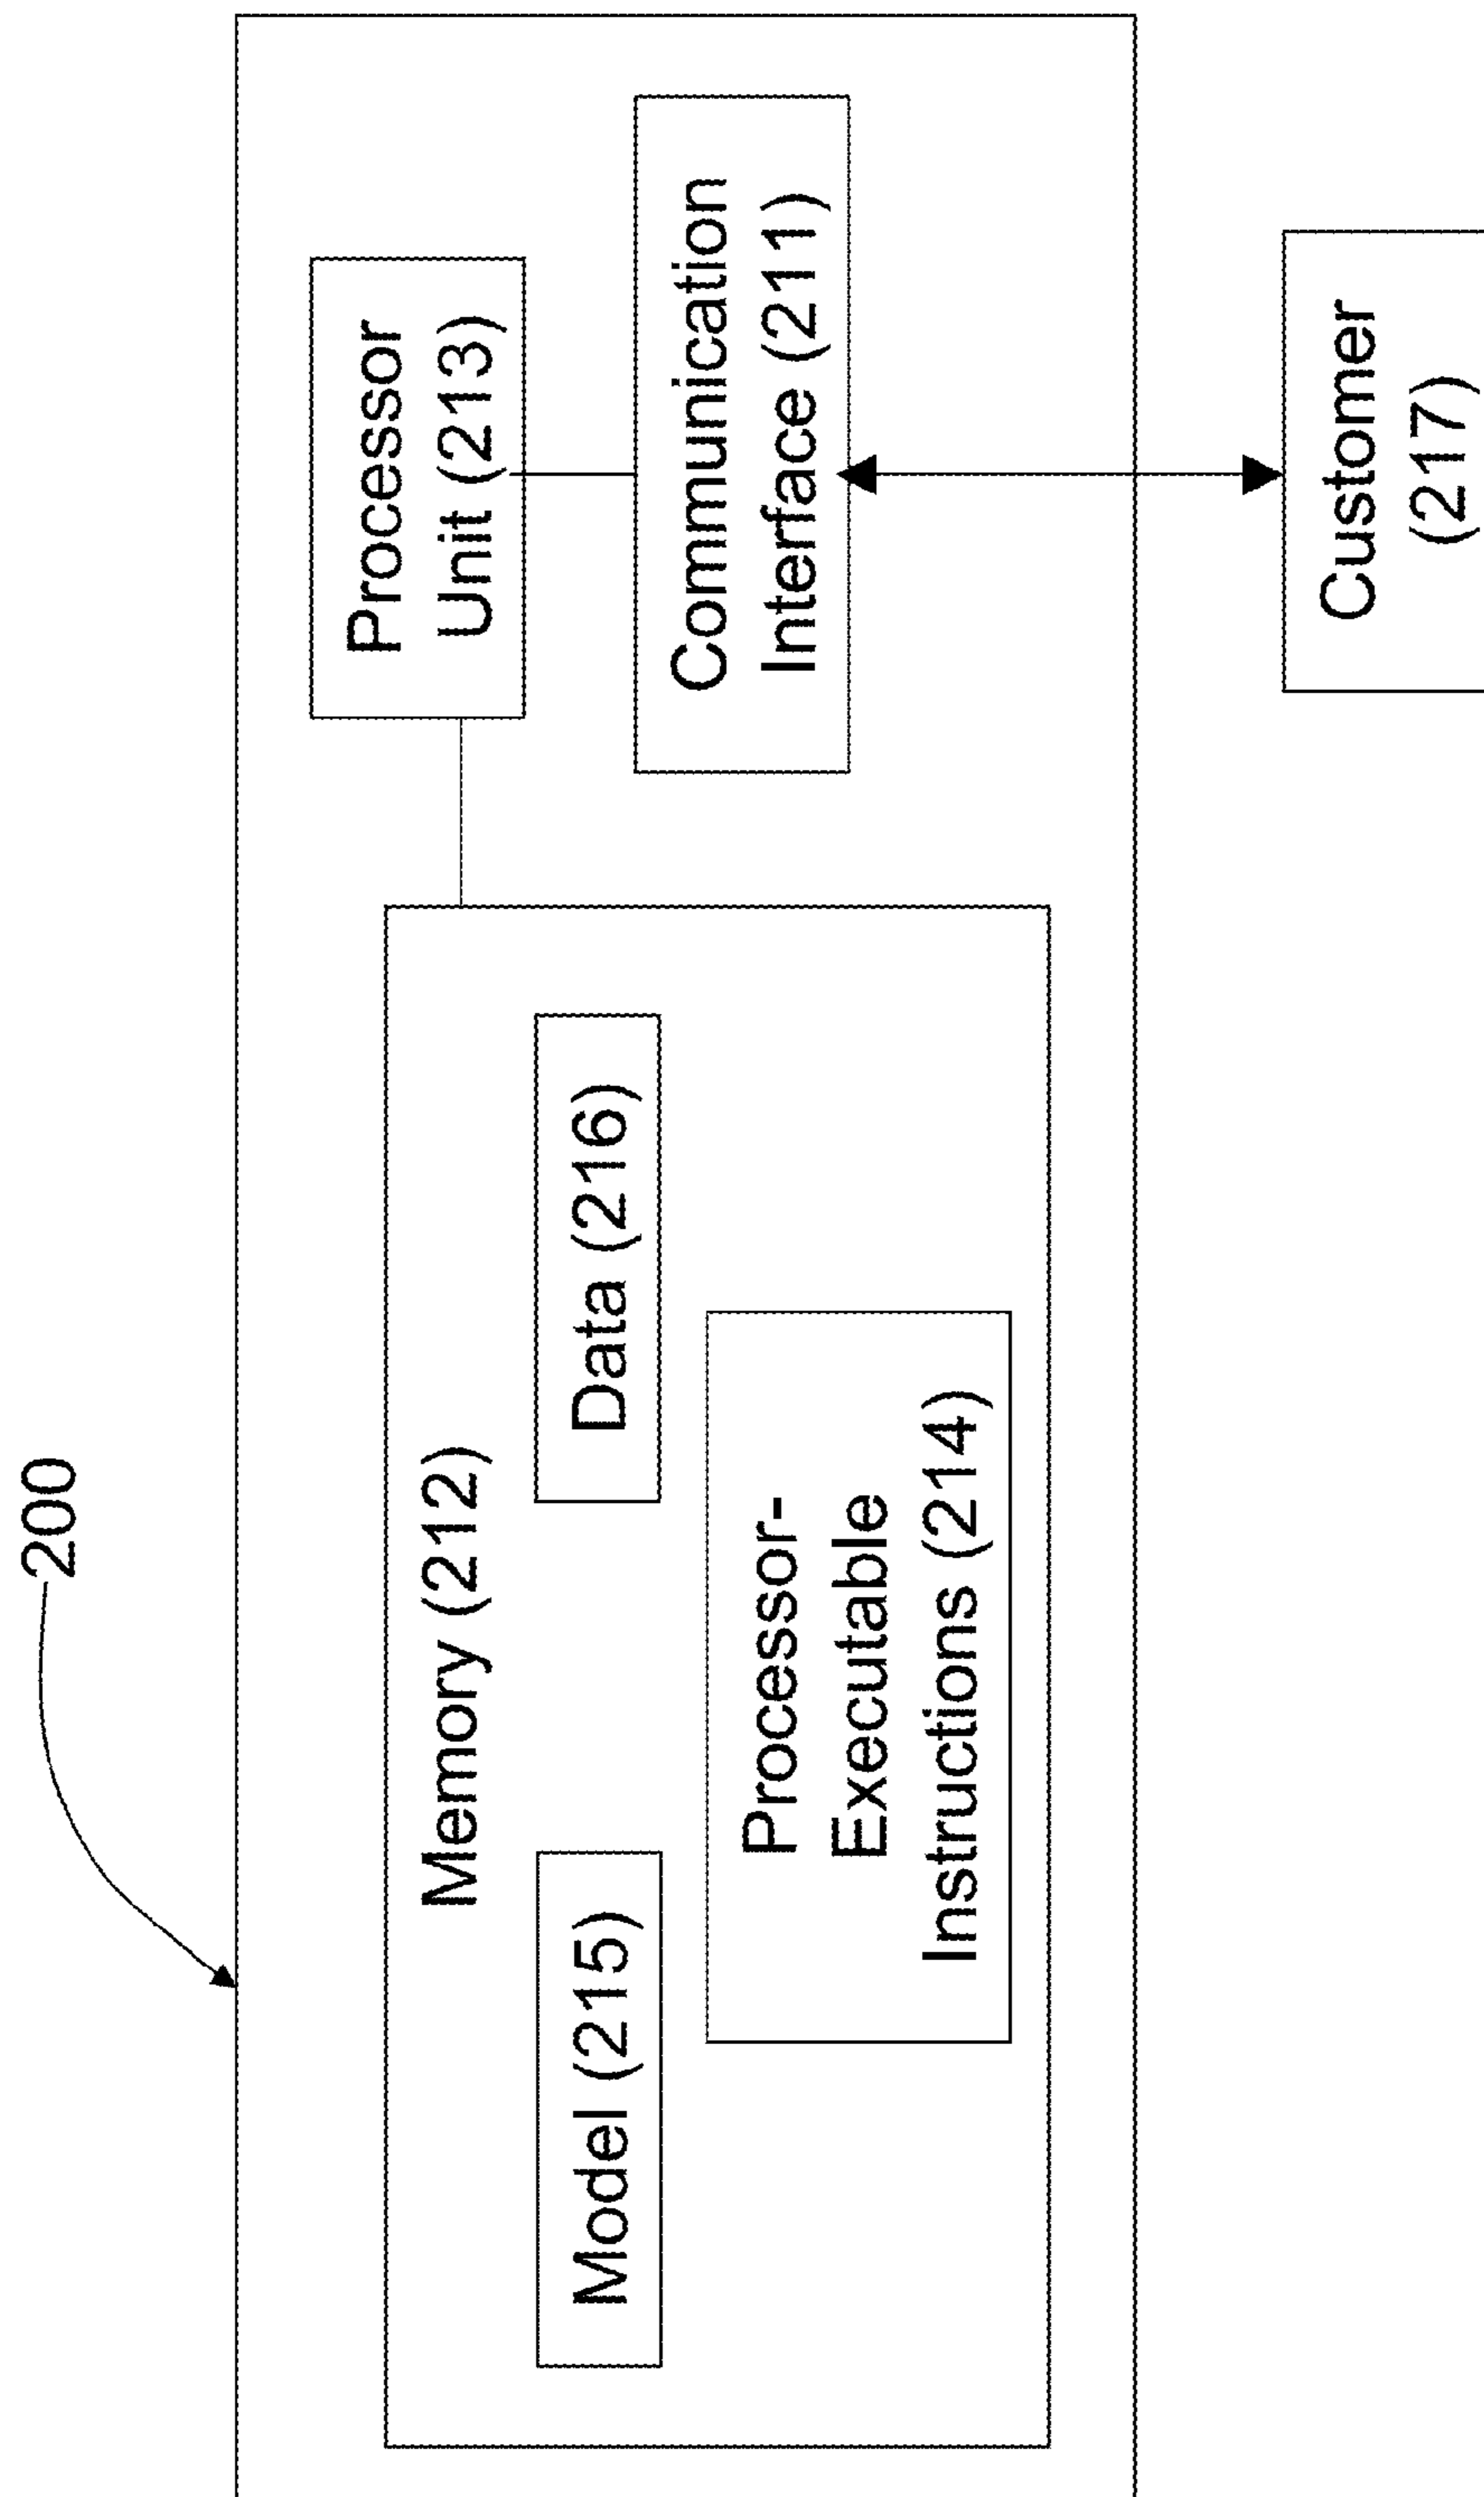 200
Memory (212)
Model (215)
Data (216)
Processor-
Executable
Instructions (214)
Processor
Unit (213)
Communication
Interface (211)
Customer
(217)